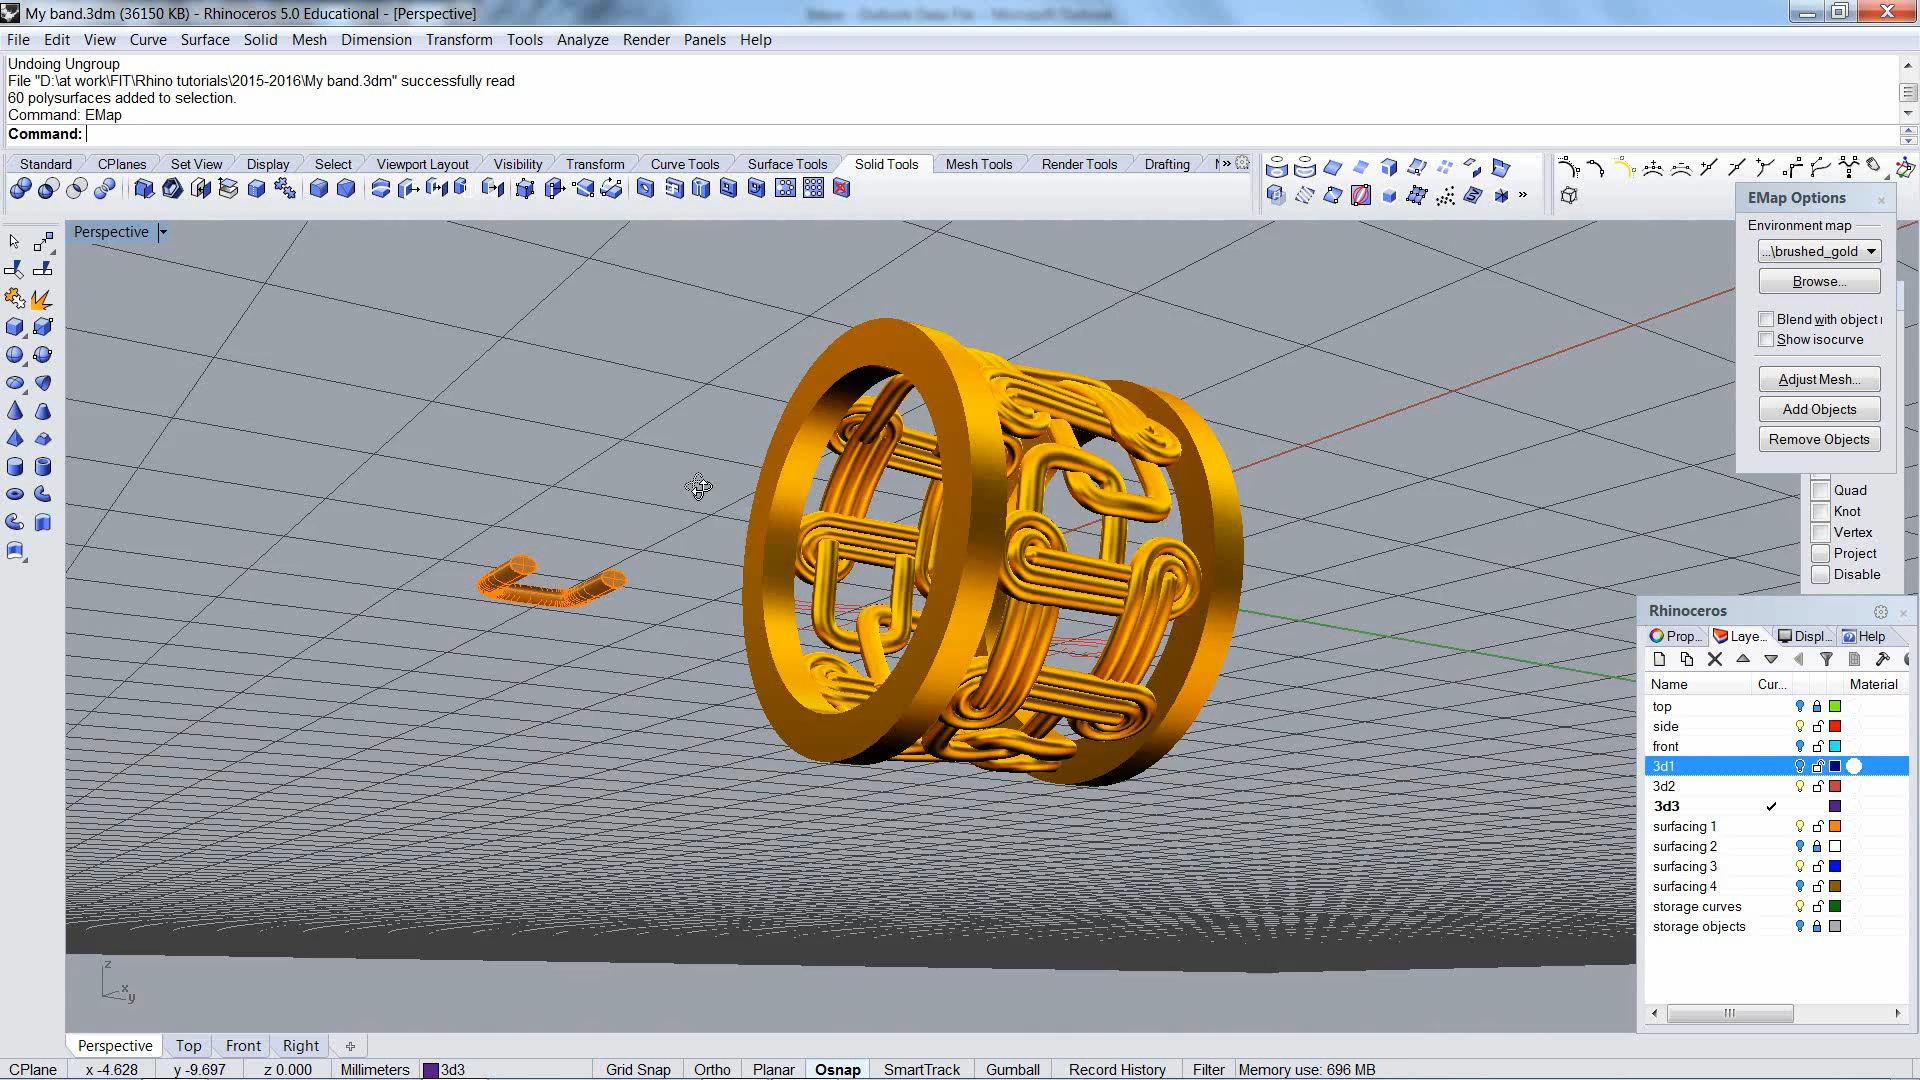 My band.3dm (36150 KB) - Rhinoceros 5.0 Educational - [Perspective]
File Edit View Curve Surface Solid Mesh Dimension Transform Tools Analyze Render Panels Help
Undoing Ungroup
File "D:\at work\FIT\Rhino tutorials\2015-2016\My band.3dm" successfully read
60 polysurfaces added to selection.
Command: EMap
Command:
Standard CPlanes Set View Display Select Viewport Layout Visibility Transform Curve Tools Surface Tools Solid Tools Mesh Tools Render Tools Drafting
EMap Options
Environment map
...\brushed_gold
Browse...
Blend with object
Show isocurve
Adjust Mesh...
Add Objects
Remove Objects
Quad
Knot
Vertex
Project
Disable
Perspective
Rhinoceros
Prop... Laye... Displ... Help
Name Cur... Material
top
side
front
3d1
3d2
3d3
surfacing 1
surfacing 2
surfacing 3
surfacing 4
storage curves
storage objects
z
x
y
Perspective Top Front Right
CPlane x -4.628 y -9.697 z 0.000 Millimeters 3d3 Grid Snap Ortho Planar Osnap SmartTrack Gumball Record History Filter Memory use: 696 MB